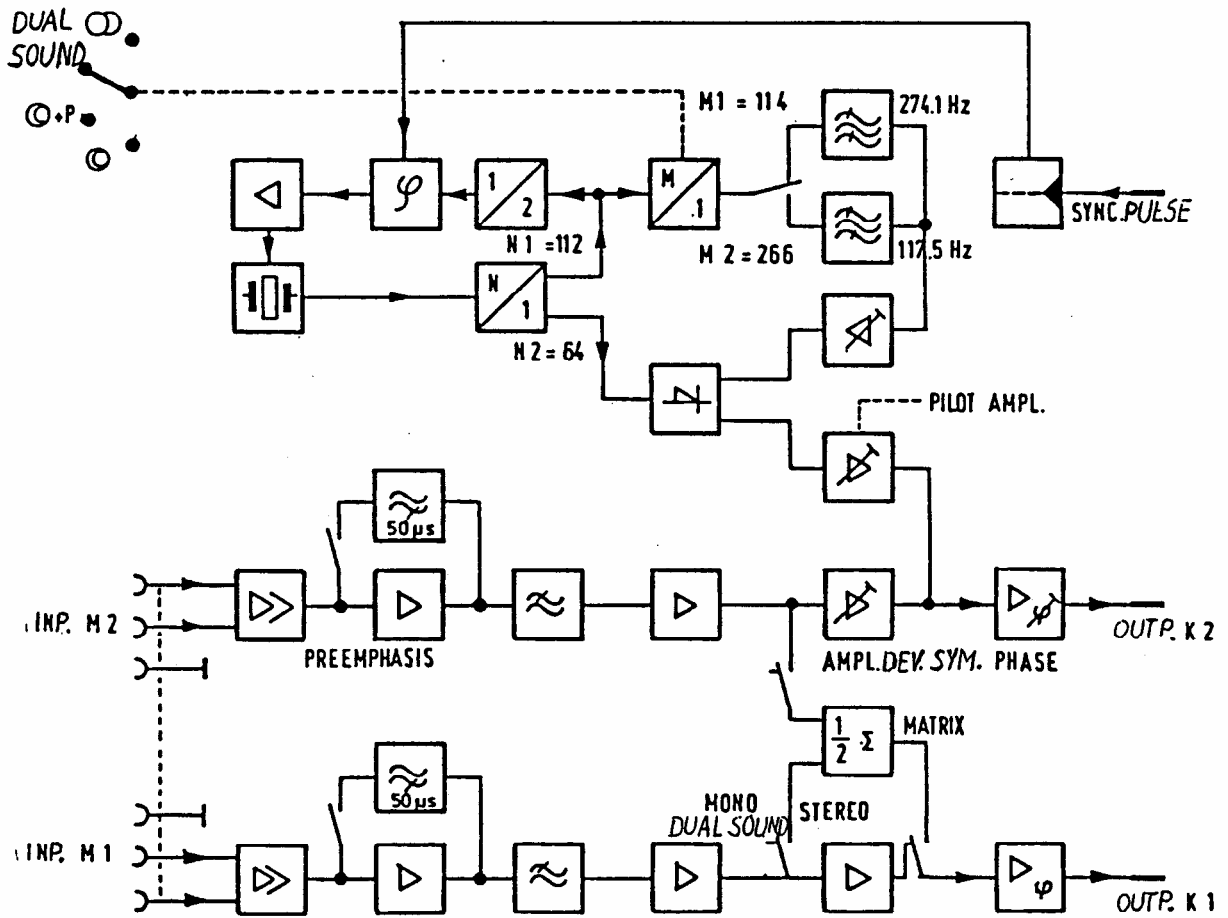 DUAL
SOUND
+P
M1 = 114
274.1 Hz
φ
1
2
M
1
SYNC.PULSE
N1 =112
M2=266
117.5 Hz
N
1
N2= 64
PILOT AMPL.
50µs
INP. M2
φ
OUTP. K2
PREEMPHASIS
AMPL.DEV.SYM. PHASE
1
2
·Σ
MATRIX
50µs
MONO
DUAL SOUND
STEREO
INP. M1
φ
OUTP. K1